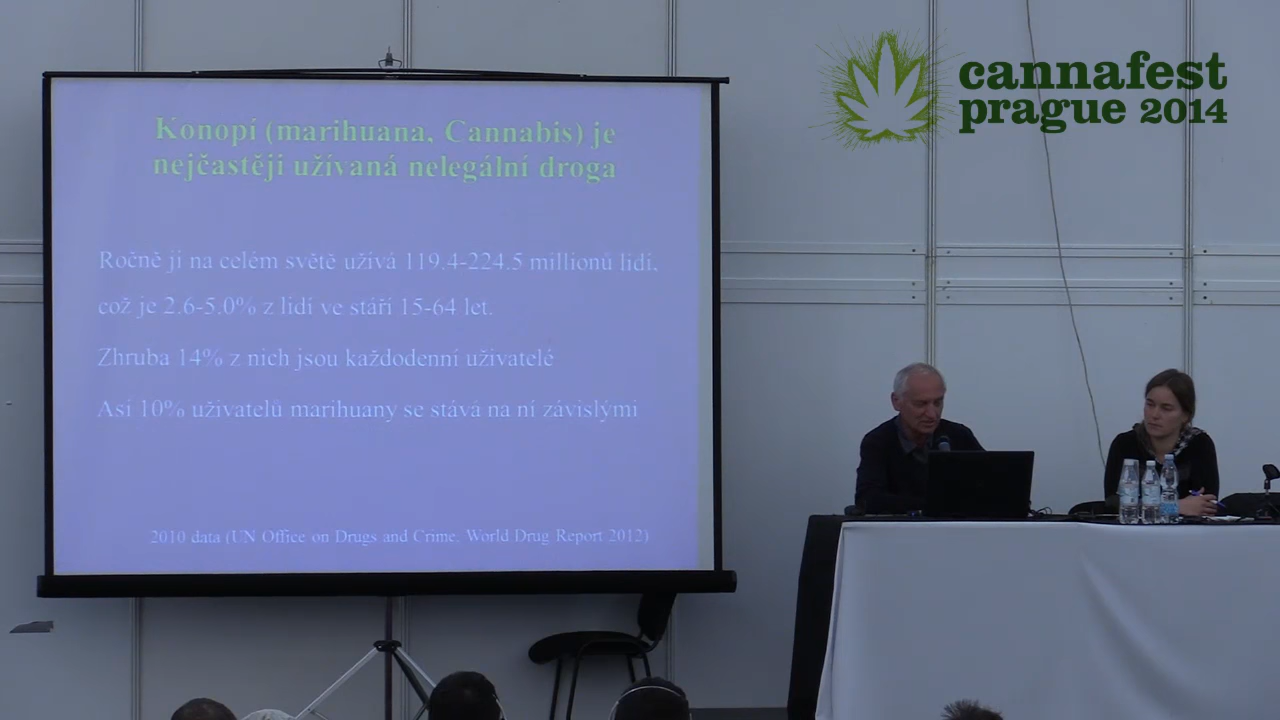 cannafest
prague 2014
Konopí (marihuana, Cannabis) je
nejčastěji užívaná nelegální droga
Ročně jí na celém světě užívá 119.4-224.5 millionů lidí,
což je 2.6-5.0% z lidí ve stáří 15-64 let.
Zhruba 14% z nich jsou každodenní uživatelé
Asi 10% uživatelů marihuany se stává na ní závislými
2010 data (UN Office on Drugs and Crime. World Drug Report 2012)